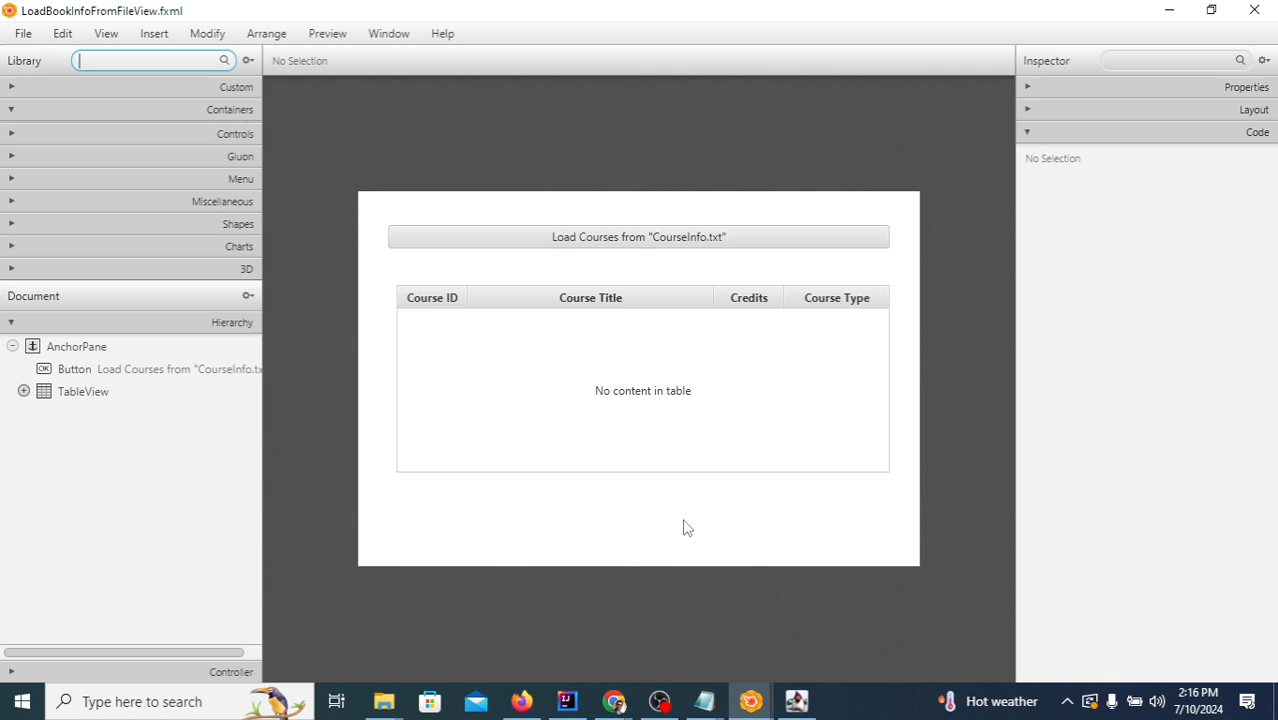 LoadBookInfoFromFileView.fxml
File Edit View Insert Modify Arrange Preview Window Help
Library
No Selection
Inspector
Custom
Properties
Containers
Layout
Controls
Code
Gluon
No Selection
Menu
Miscellaneous
Shapes
Charts
3D
Document
Hierarchy
AnchorPane
Button Load Courses from "CourseInfo.tx
TableView
Load Courses from "CourseInfo.txt"
Course ID Course Title Credits Course Type
No content in table
Controller
Type here to search
Hot weather
2:16 PM
7/10/2024